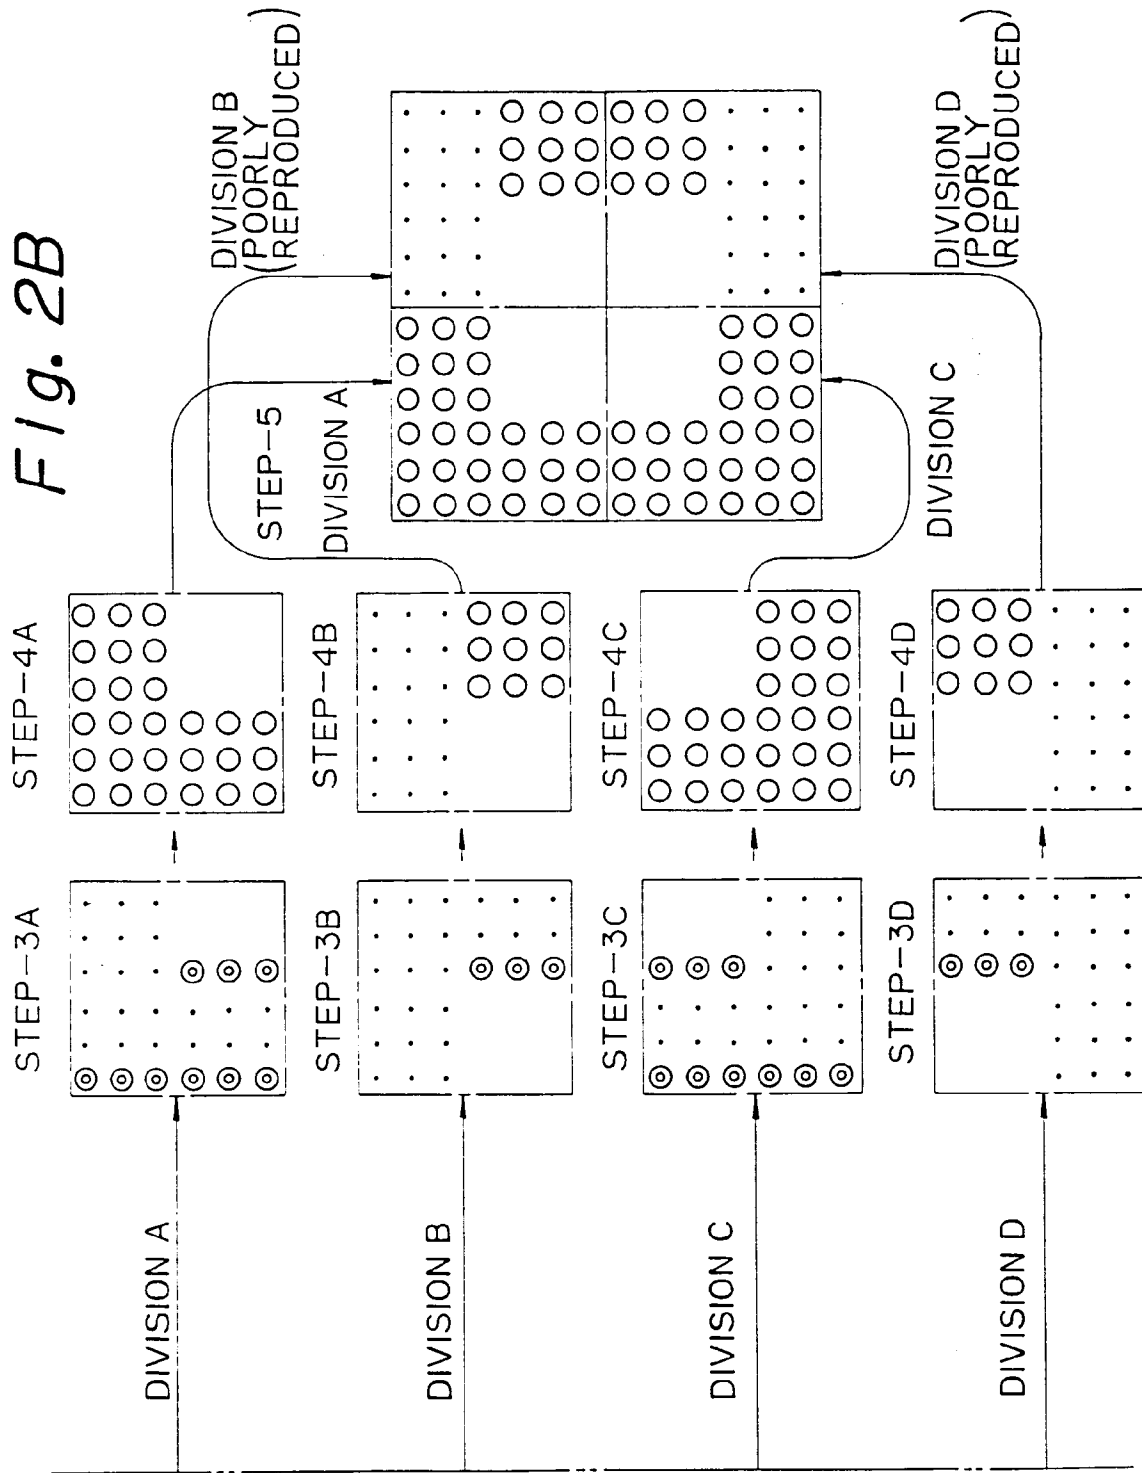 Fig. 2B
DIVISION A
STEP-3A
STEP-4A
DIVISION B
STEP-3B
STEP-4B
DIVISION C
STEP-3C
STEP-4C
DIVISION D
STEP-3D
STEP-4D
STEP-5
DIVISION A
DIVISION B
(POORLY
REPRODUCED)
DIVISION C
DIVISION D
(POORLY
REPRODUCED)